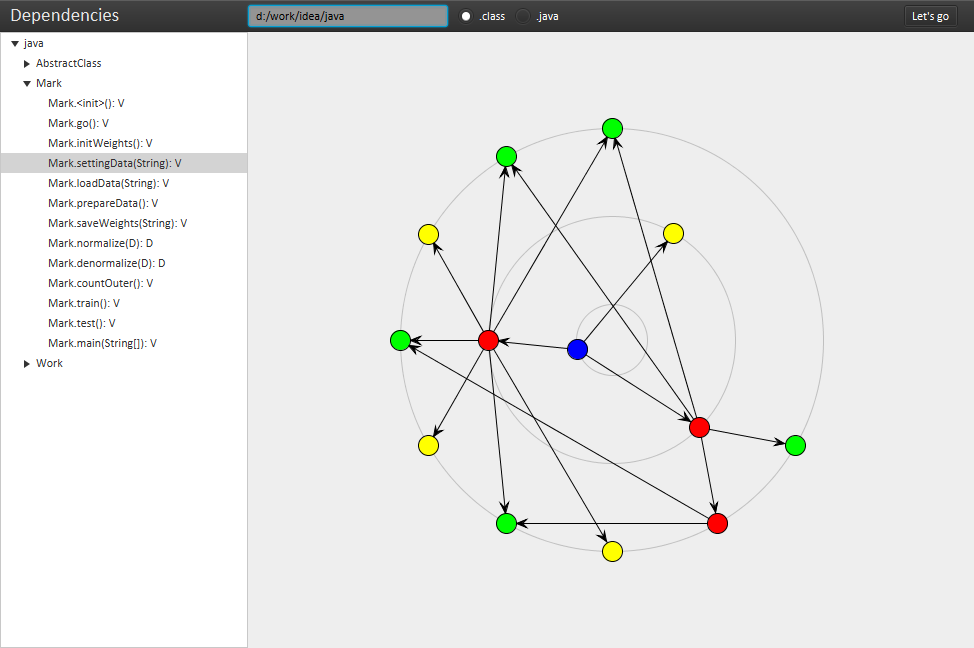 Dependencies d:/work/idea/java .class .java Let's go
java
AbstractClass
Mark
Mark.<init>(): V
Mark.go(): V
Mark.initWeights(): V
Mark.settingData(String): V
Mark.loadData(String): V
Mark.prepareData(): V
Mark.saveWeights(String): V
Mark.normalize(D): D
Mark.denormalize(D): D
Mark.countOuter(): V
Mark.train(): V
Mark.test(): V
Mark.main(String[]): V
Work